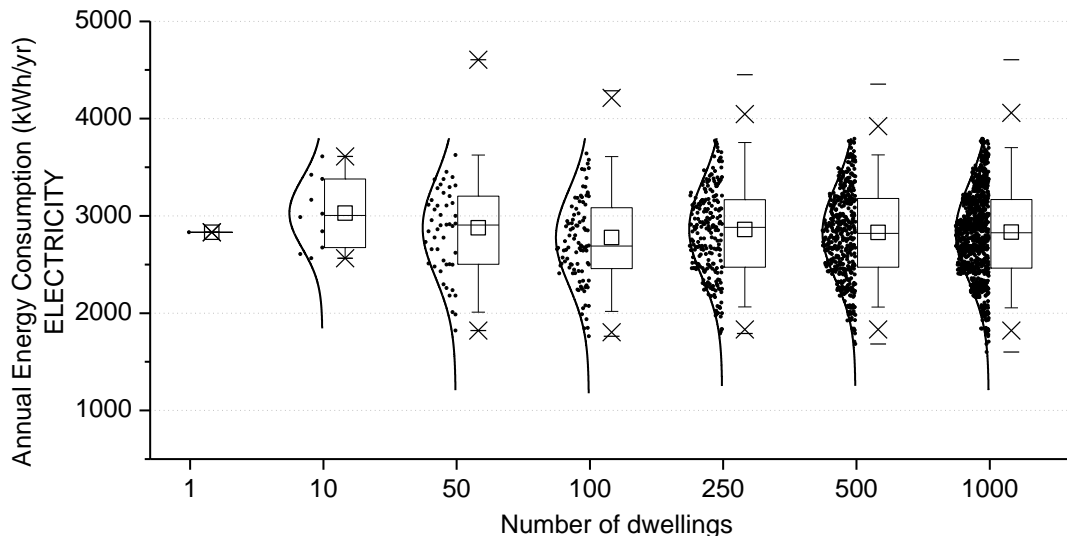 Annual Energy Consumption (kWh/yr)
ELECTRICITY
5000
4000
3000
2000
1000
1 10 50 100 250 500 1000
Number of dwellings